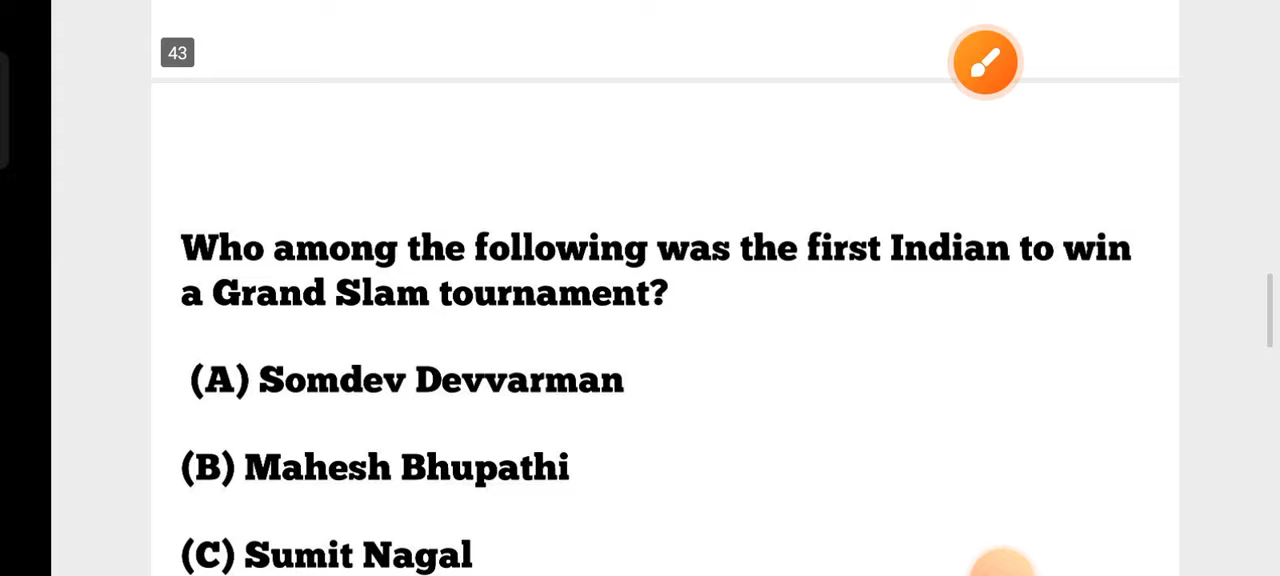 43
Who among the following was the first Indian to win
a Grand Slam tournament?
(A) Somdev Devvarman
(B) Mahesh Bhupathi
(C) Sumit Nagal